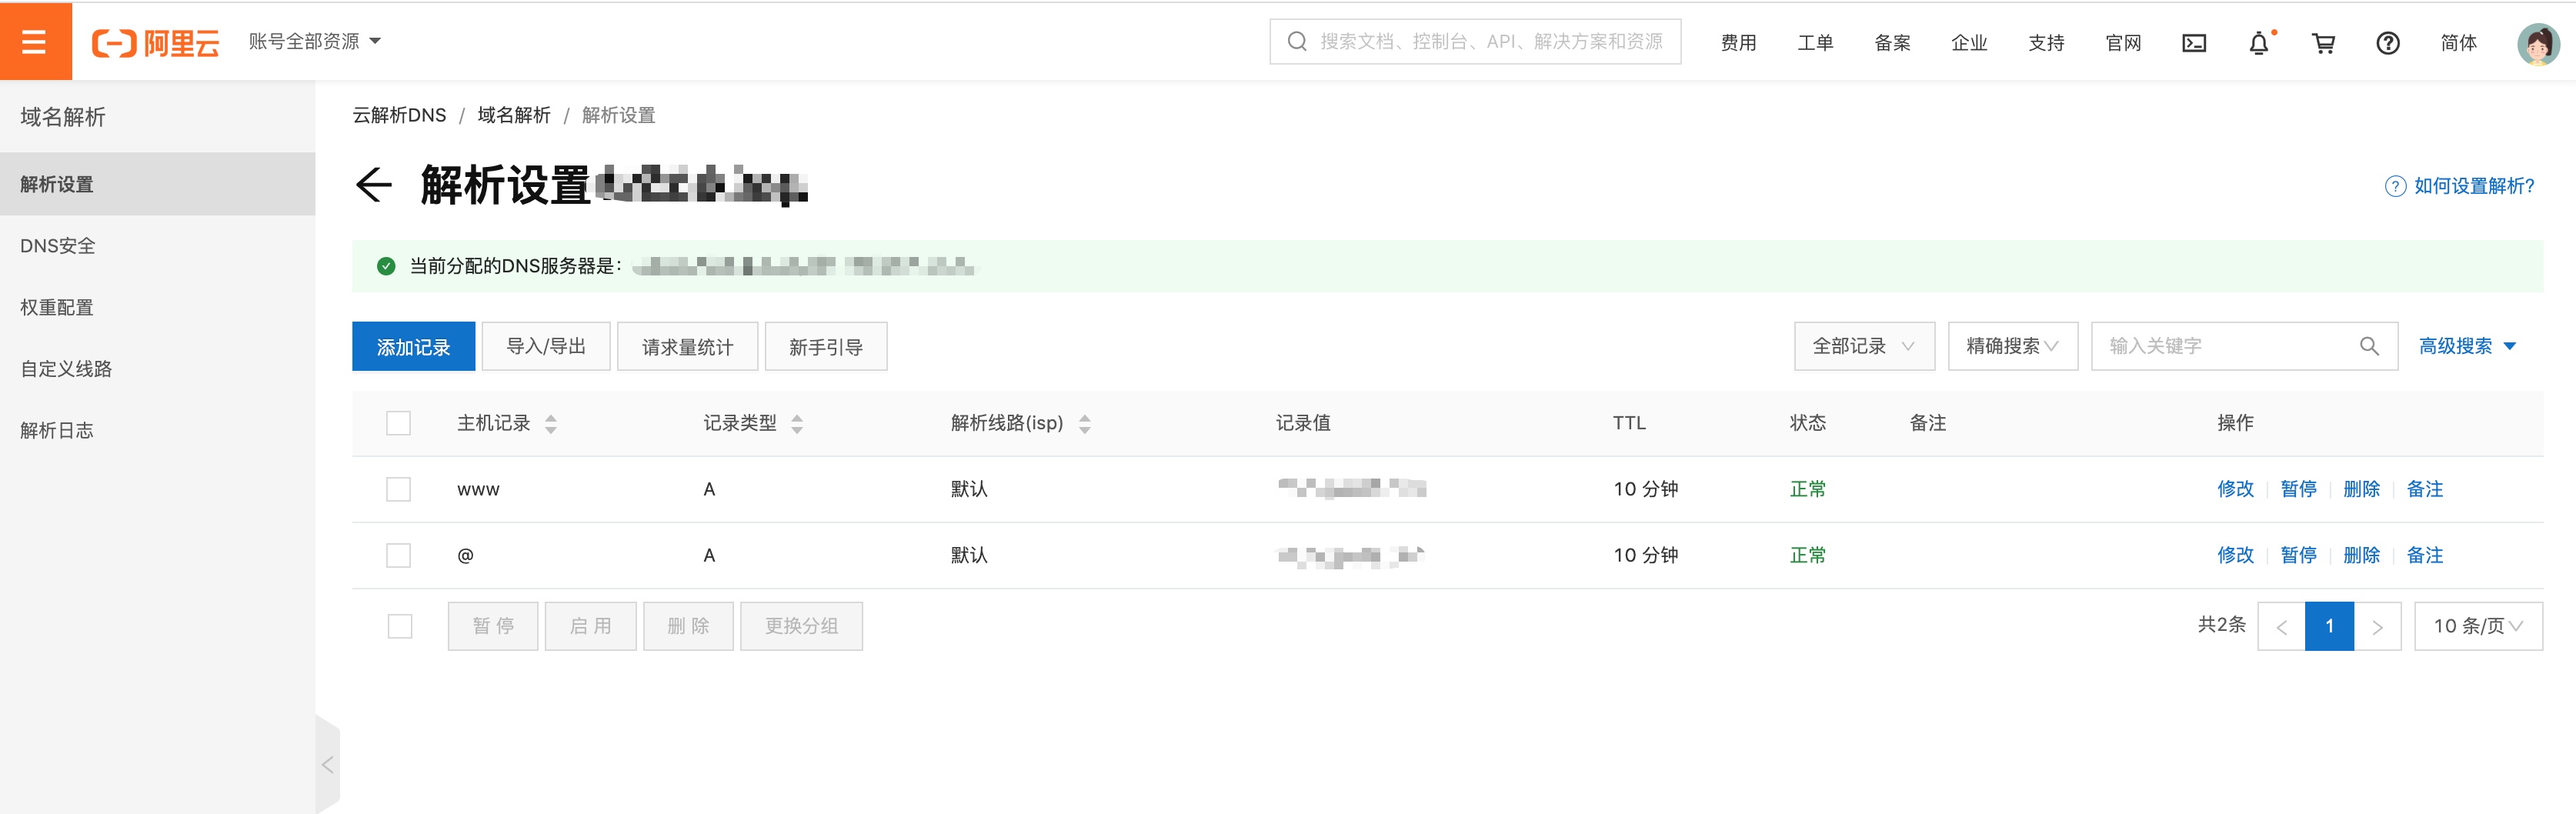 阿里云 账号全部资源 搜索文档、控制台、API、解决方案和资源 费用 工单 备案 企业 支持 官网 简体
域名解析
解析设置
DNS安全
权重配置
自定义线路
解析日志
云解析DNS / 域名解析 / 解析设置
解析设置
如何设置解析?
当前分配的DNS服务器是:
添加记录 导入/导出 请求量统计 新手引导 全部记录 精确搜索 输入关键字 高级搜索
主机记录 记录类型 解析线路(isp) 记录值 TTL 状态 备注 操作
www A 默认 10 分钟 正常 修改 暂停 删除 备注
@ A 默认 10 分钟 正常 修改 暂停 删除 备注
暂 停 启 用 删 除 更换分组 共2条 < 1 > 10 条/页